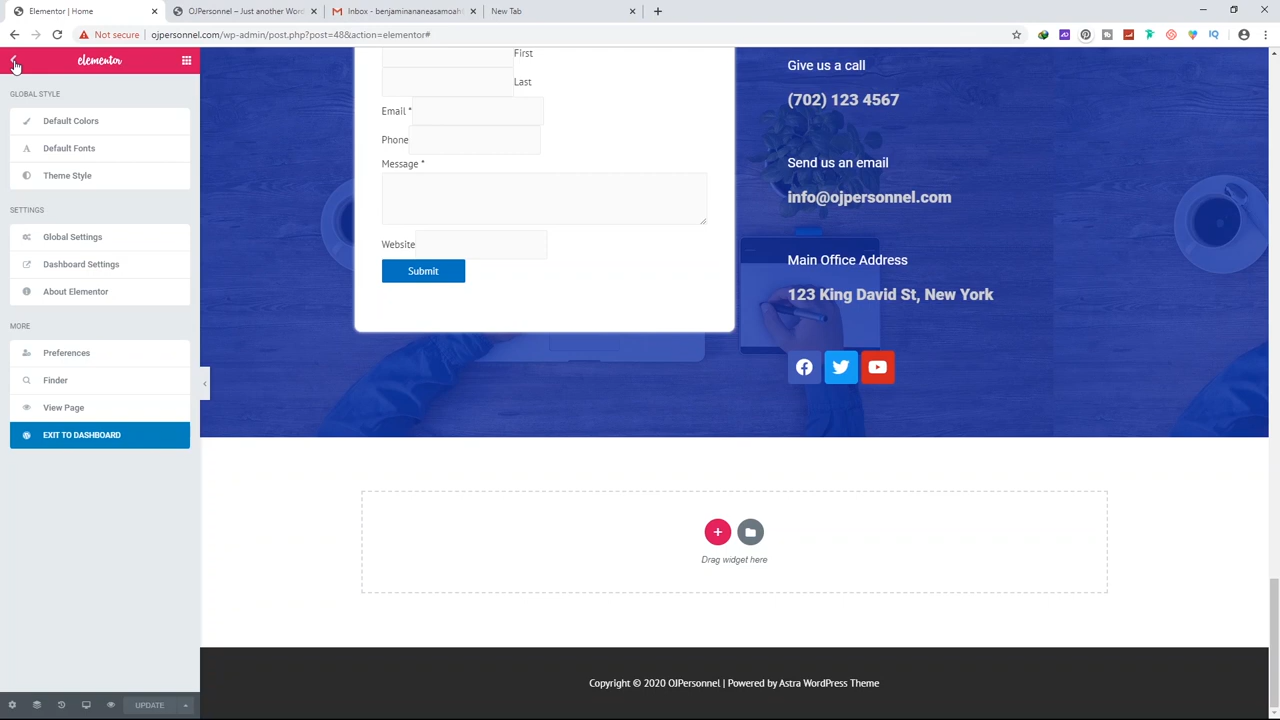 Elementor | Home
OJPersonnel – Just another Word
Inbox - benjaminananeasamoah
New Tab
Not secure | ojpersonnel.com/wp-admin/post.php?post=48&action=elementor#
elementor
GLOBAL STYLE
Default Colors
Default Fonts
Theme Style
SETTINGS
Global Settings
Dashboard Settings
About Elementor
MORE
Preferences
Finder
View Page
EXIT TO DASHBOARD
UPDATE
First
Last
Email *
Phone
Message *
Website
Submit
Give us a call
(702) 123 4567
Send us an email
info@ojpersonnel.com
Main Office Address
123 King David St, New York
Drag widget here
Copyright © 2020 OJPersonnel | Powered by Astra WordPress Theme